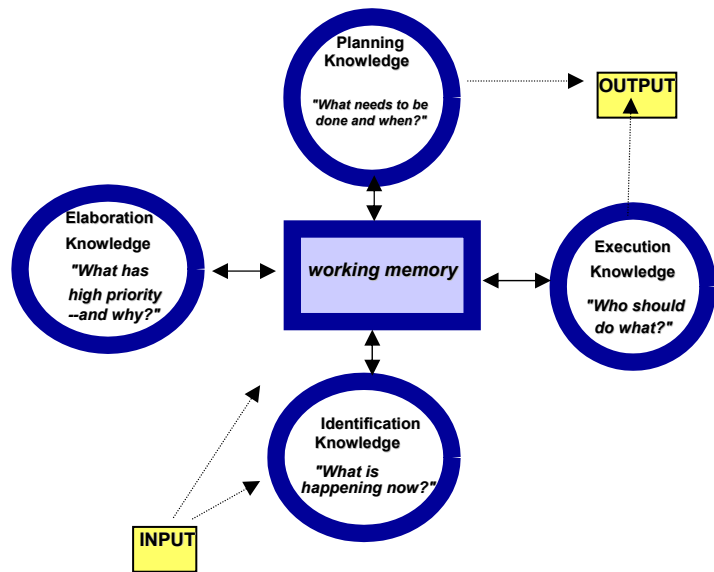 Planning
Knowledge
"What needs to be
done and when?"
OUTPUT
Elaboration
Knowledge
"What has
high priority
--and why?"
working memory
Execution
Knowledge
"Who should
do what?"
Identification
Knowledge
"What is
happening now?"
INPUT